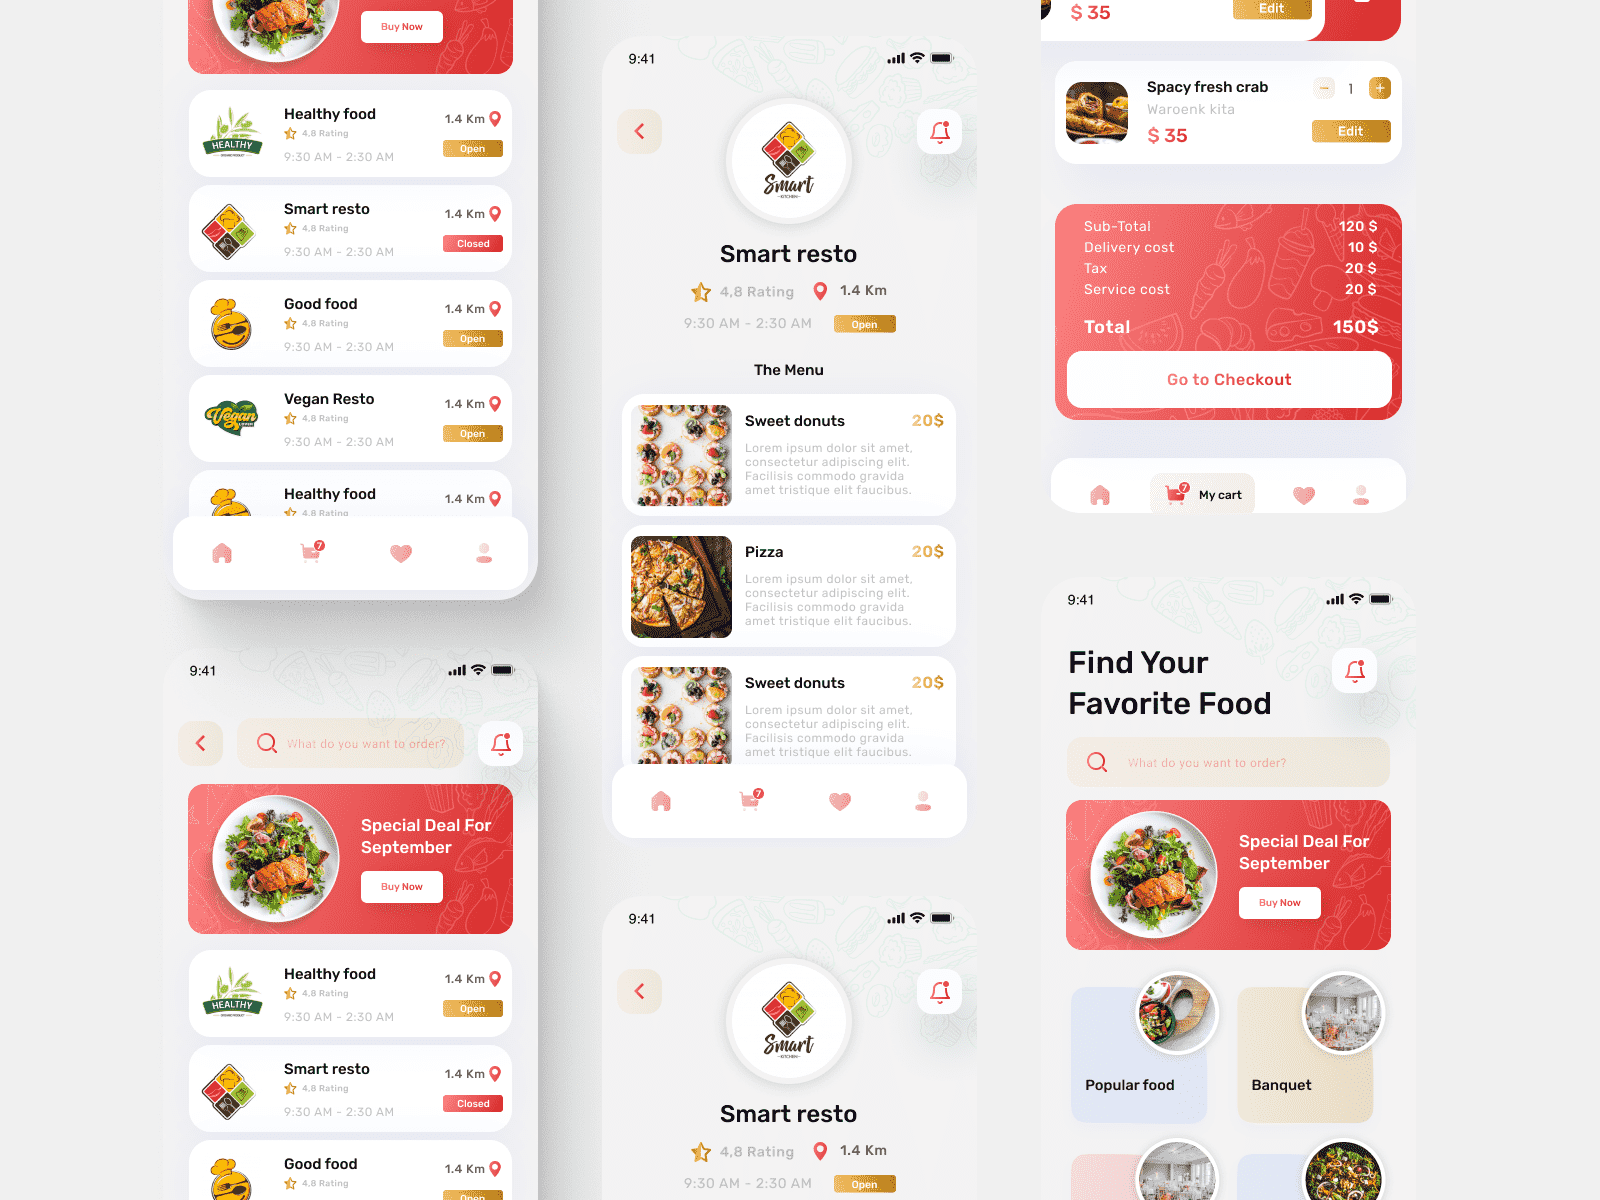 Buy Now
HEALTHY
Healthy food
4,8 Rating
9:30 AM - 2:30 AM
1.4 Km
Open
Smart resto
4,8 Rating
9:30 AM - 2:30 AM
1.4 Km
Closed
Good food
4,8 Rating
9:30 AM - 2:30 AM
1.4 Km
Open
Vegan
Vegan Resto
4,8 Rating
9:30 AM - 2:30 AM
1.4 Km
Open
Healthy food
4,8 Rating
1.4 Km
7
9:41
What do you want to order?
Special Deal For
September
Buy Now
HEALTHY
Healthy food
4,8 Rating
9:30 AM - 2:30 AM
1.4 Km
Open
Smart resto
4,8 Rating
9:30 AM - 2:30 AM
1.4 Km
Closed
Good food
4,8 Rating
1.4 Km
Open
9:41
Smart
KITCHEN
Smart resto
4,8 Rating
1.4 Km
9:30 AM - 2:30 AM
Open
The Menu
Sweet donuts
20$
Lorem ipsum dolor sit amet,
consectetur adipiscing elit.
Facilisis commodo gravida
amet tristique elit faucibus.
Pizza
20$
Lorem ipsum dolor sit amet,
consectetur adipiscing elit.
Facilisis commodo gravida
amet tristique elit faucibus.
Sweet donuts
20$
Lorem ipsum dolor sit amet,
consectetur adipiscing elit.
Facilisis commodo gravida
amet tristique elit faucibus.
7
9:41
Smart
KITCHEN
Smart resto
4,8 Rating
1.4 Km
9:30 AM - 2:30 AM
Open
$ 35
Edit
Spacy fresh crab
Waroenk kita
$ 35
− 1 +
Edit
Sub-Total 120 $
Delivery cost 10 $
Tax 20 $
Service cost 20 $
Total 150$
Go to Checkout
7
My cart
9:41
Find Your
Favorite Food
What do you want to order?
Special Deal For
September
Buy Now
Popular food
Banquet